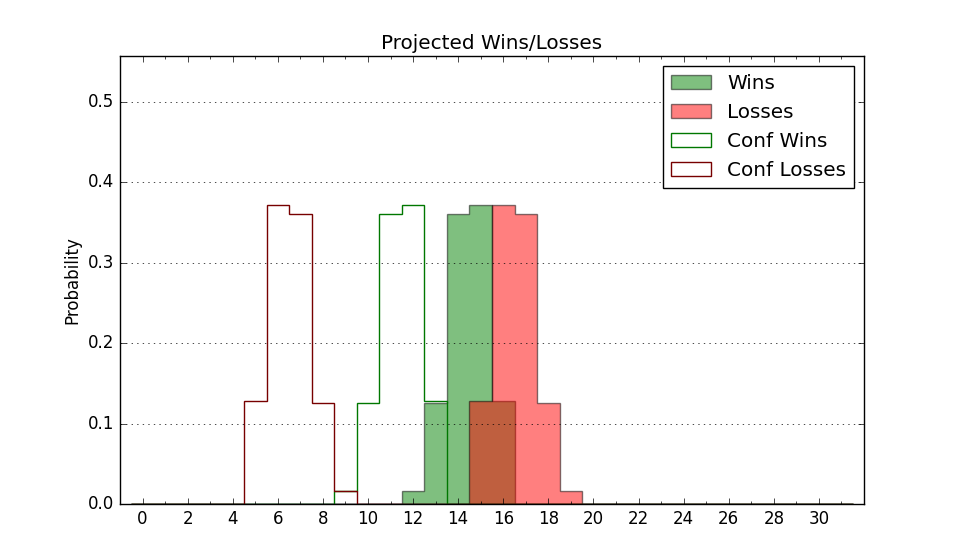 Projected Wins/Losses
Wins
Losses
Conf Wins
Conf Losses
Probability
0.5
0.4
0.3
0.2
0.1
0.0
0 2 4 6 8 10 12 14 16 18 20 22 24 26 28 30